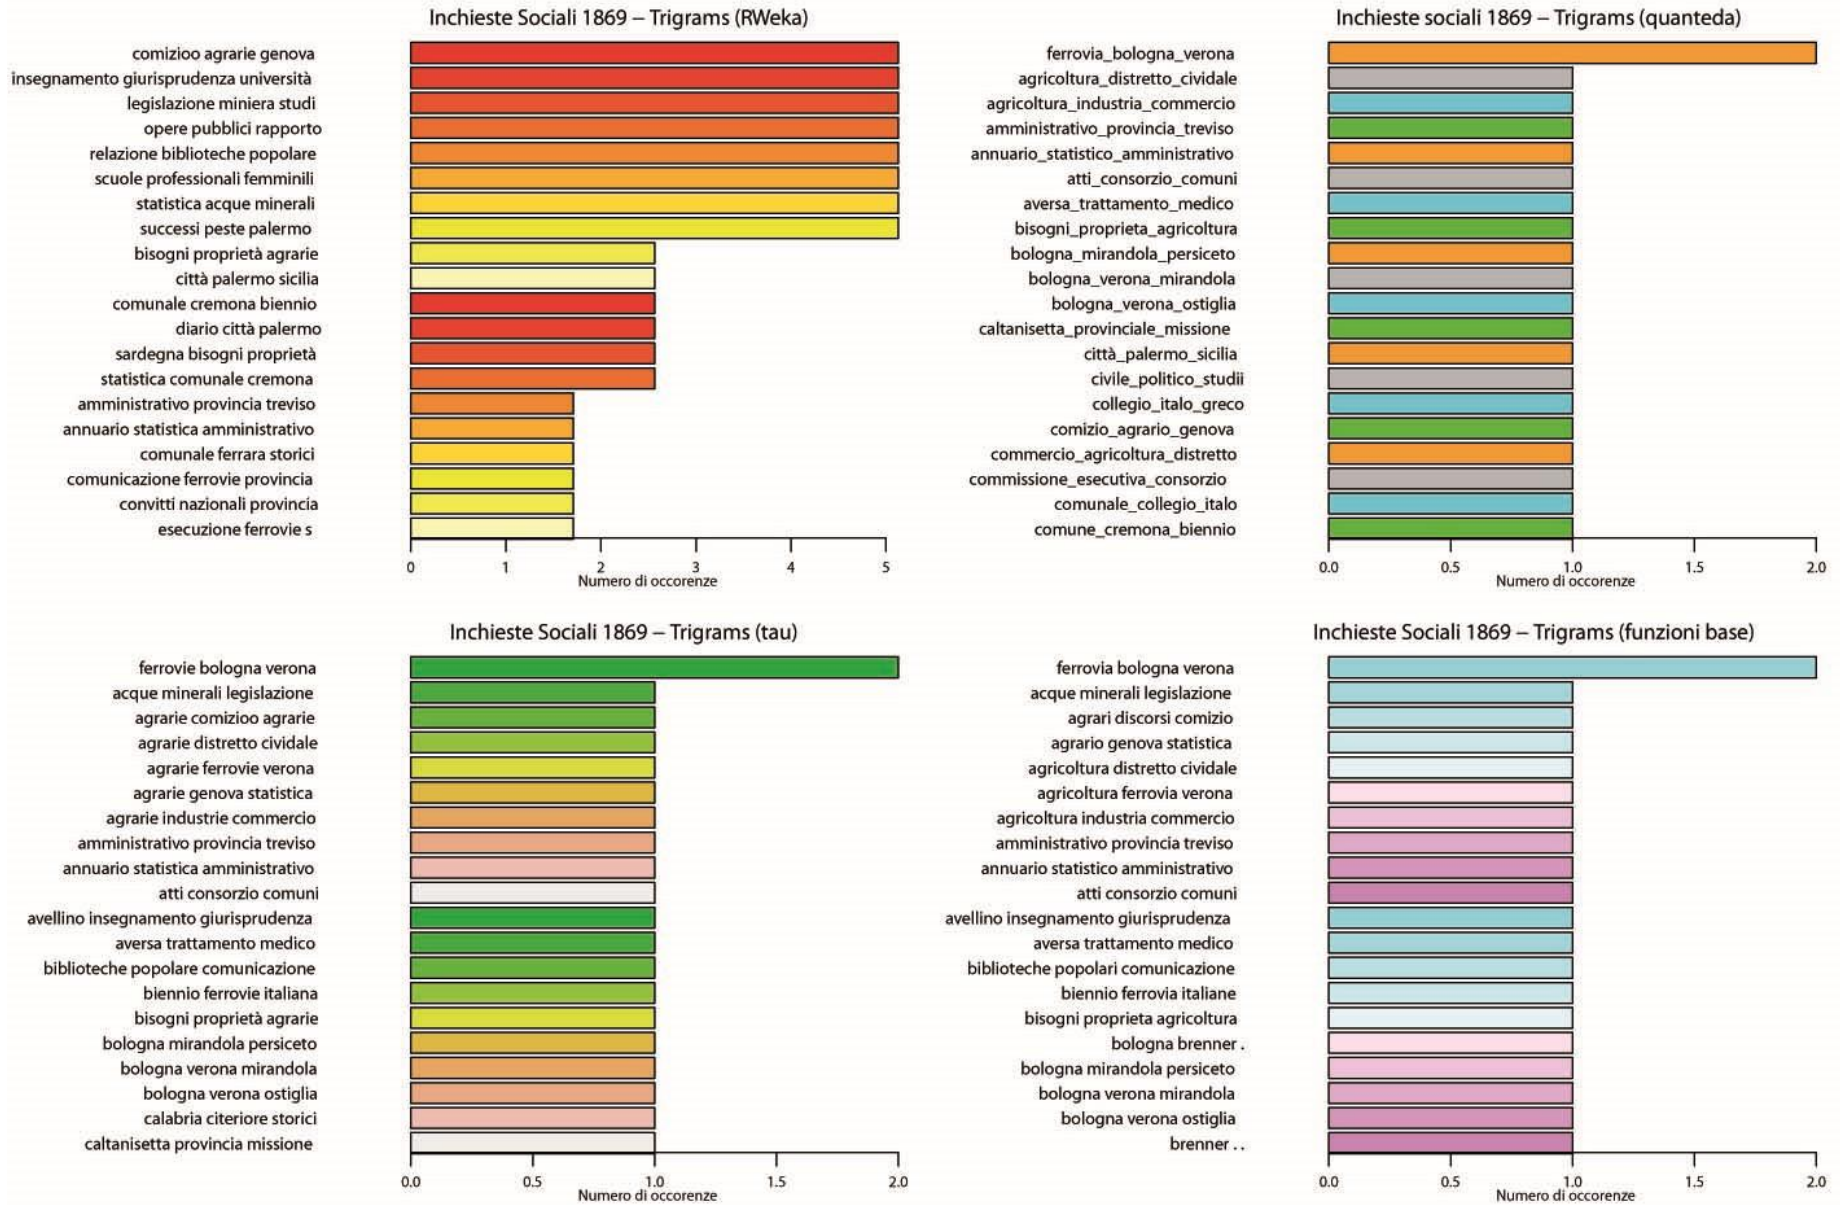 Inchieste Sociali 1869 – Trigrams (RWeka)
comizioo agrarie genova
insegnamento giurisprudenza università
legislazione miniera studi
opere pubblici rapporto
relazione biblioteche popolare
scuole professionali femminili
statistica acque minerali
successi peste palermo
bisogni proprietà agrarie
città palermo sicilia
comunale cremona biennio
diario città palermo
sardegna bisogni proprietà
statistica comunale cremona
amministrativo provincia treviso
annuario statistica amministrativo
comunale ferrara storici
comunicazione ferrovie provincia
convitti nazionali provincia
esecuzione ferrovie s
0 1 2 3 4 5
Numero di occorenze
Inchieste sociali 1869 – Trigrams (quanteda)
ferrovia_bologna_verona
agricoltura_distretto_cividale
agricoltura_industria_commercio
amministrativo_provincia_treviso
annuario_statistico_amministrativo
atti_consorzio_comuni
aversa_trattamento_medico
bisogni_proprieta_agricoltura
bologna_mirandola_persiceto
bologna_verona_mirandola
bologna_verona_ostiglia
caltanisetta_provinciale_missione
città_palermo_sicilia
civile_politico_studii
collegio_italo_greco
comizio_agrario_genova
commercio_agricoltura_distretto
commissione_esecutiva_consorzio
comunale_collegio_italo
comune_cremona_biennio
0.0 0.5 1.0 1.5 2.0
Numero di occorenze
Inchieste Sociali 1869 – Trigrams (tau)
ferrovie bologna verona
acque minerali legislazione
agrarie comizioo agrarie
agrarie distretto cividale
agrarie ferrovie verona
agrarie genova statistica
agrarie industrie commercio
amministrativo provincia treviso
annuario statistica amministrativo
atti consorzio comuni
avellino insegnamento giurisprudenza
aversa trattamento medico
biblioteche popolare comunicazione
biennio ferrovie italiana
bisogni proprietà agrarie
bologna mirandola persiceto
bologna verona mirandola
bologna verona ostiglia
calabria citeriore storici
caltanisetta provincia missione
0.0 0.5 1.0 1.5 2.0
Numero di occorenze
Inchieste Sociali 1869 – Trigrams (funzioni base)
ferrovia bologna verona
acque minerali legislazione
agrari discorsi comizio
agrario genova statistica
agricoltura distretto cividale
agricoltura ferrovia verona
agricoltura industria commercio
amministrativo provincia treviso
annuario statistico amministrativo
atti consorzio comuni
avellino insegnamento giurisprudenza
aversa trattamento medico
biblioteche popolari comunicazione
biennio ferrovia italiane
bisogni proprieta agricoltura
bologna brenner .
bologna mirandola persiceto
bologna verona mirandola
bologna verona ostiglia
brenner . .
0.0 0.5 1.0 1.5 2.0
Numero di occorenze